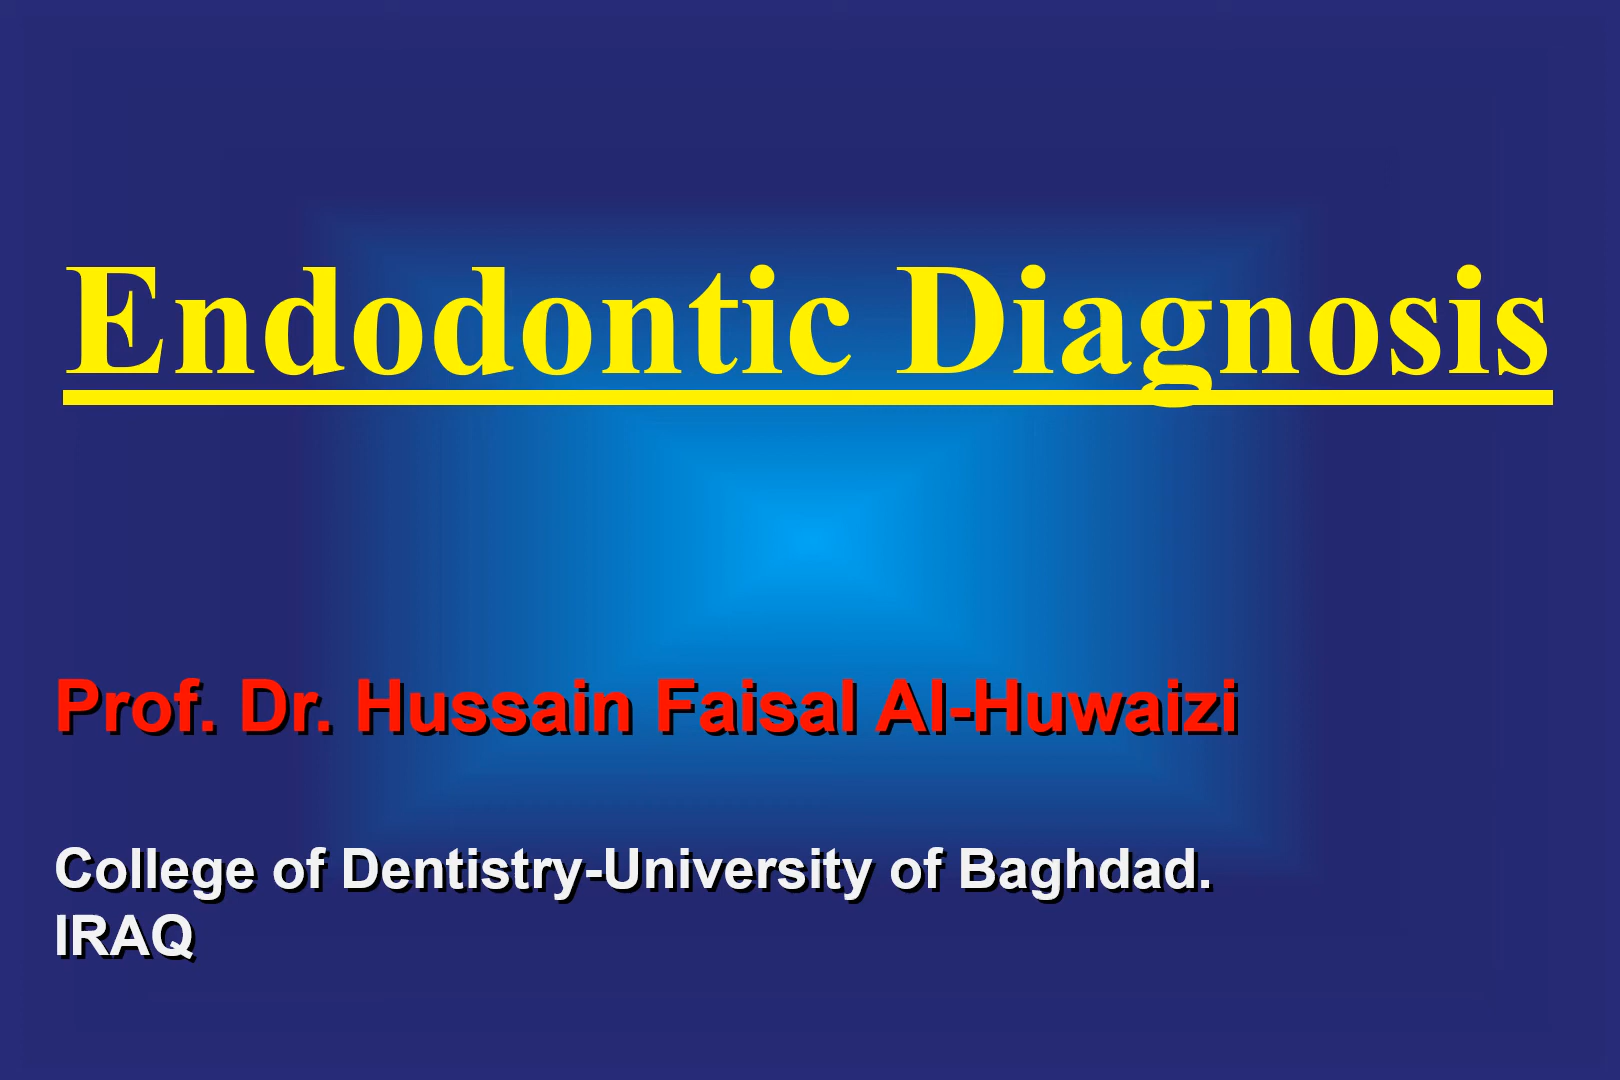 Endodontic Diagnosis
Prof. Dr. Hussain Faisal Al-Huwaizi
College of Dentistry-University of Baghdad.
IRAQ